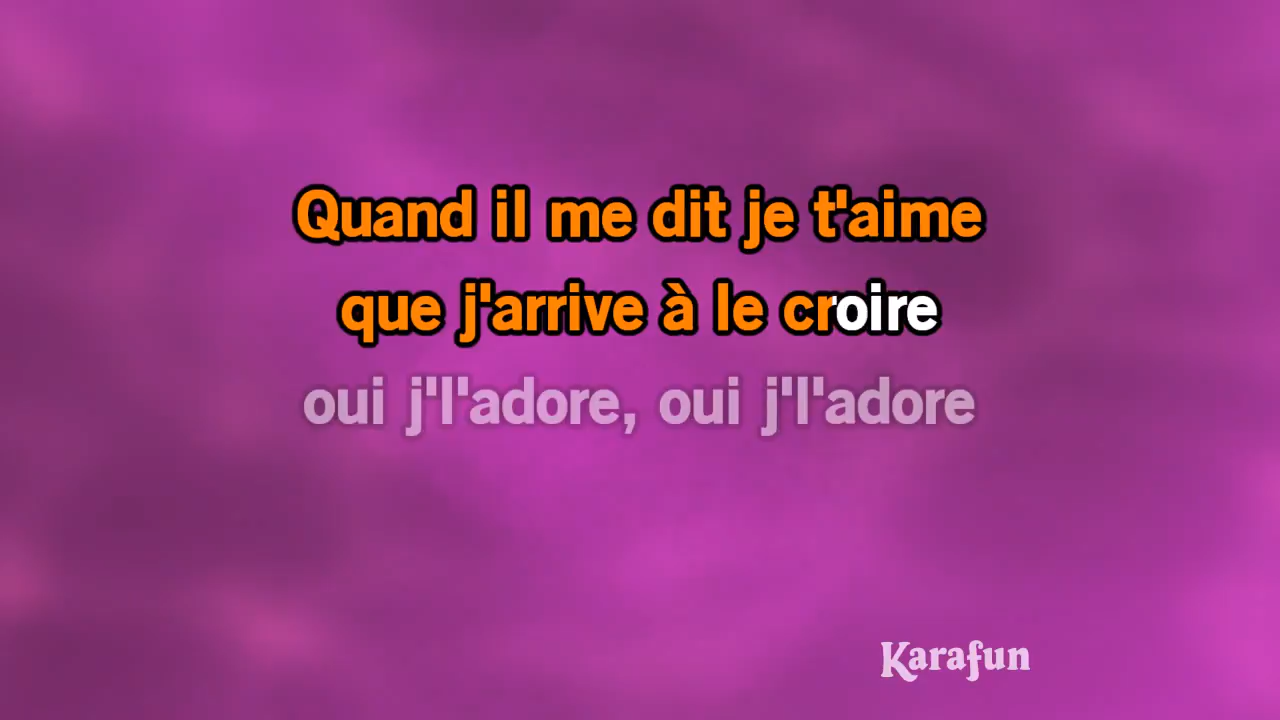 Quand il me dit je t'aime
que j'arrive à le croire
oui j'l'adore, oui j'l'adore
Karafun